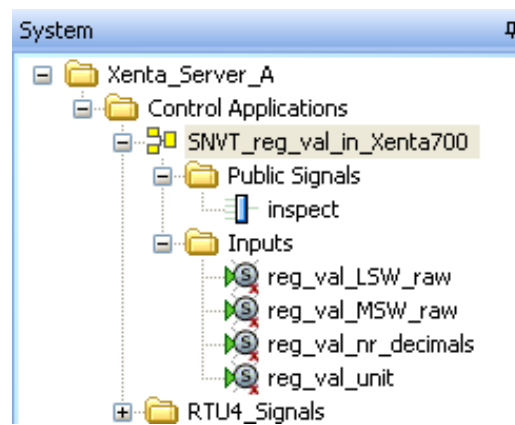 System
Xenta_Server_A
Control Applications
SNVT_reg_val_in_Xenta700
Public Signals
inspect
Inputs
reg_val_LSW_raw
reg_val_MSW_raw
reg_val_nr_decimals
reg_val_unit
RTU4_Signals